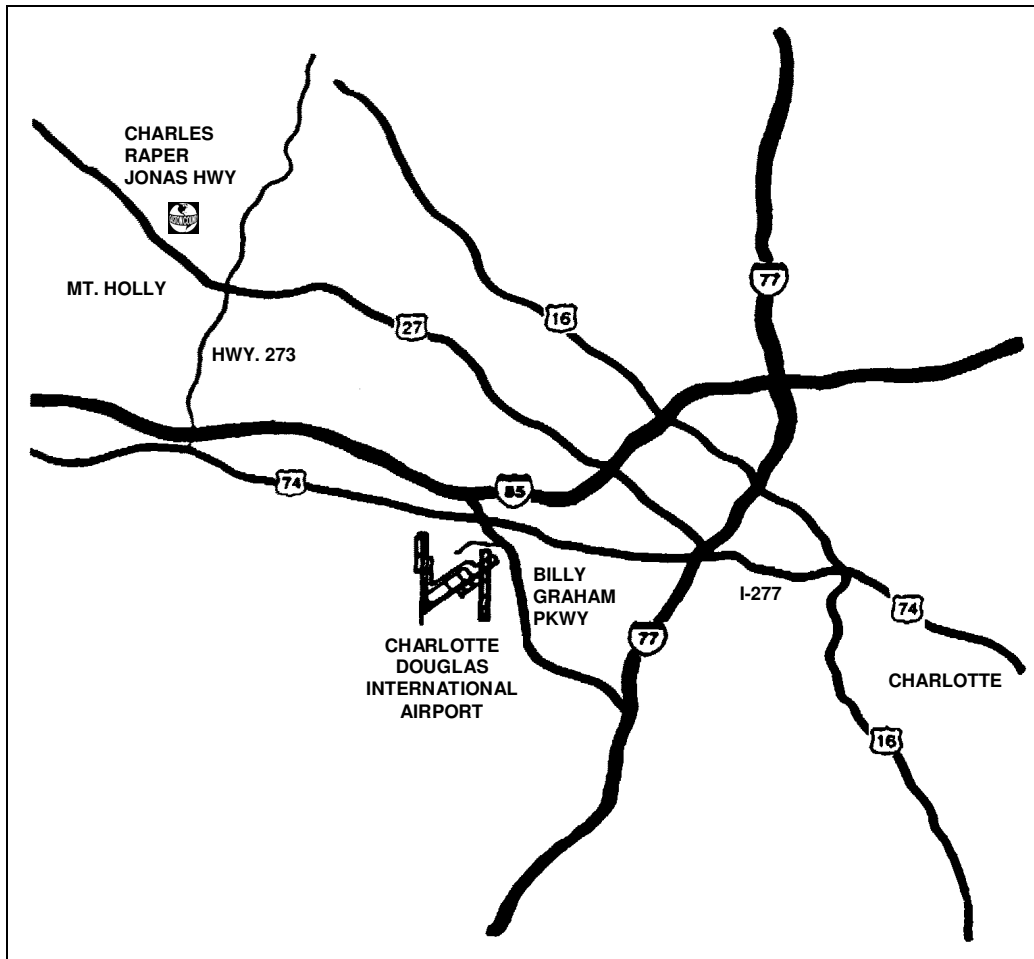 CHARLES
RAPER
JONAS HWY
77
MT. HOLLY
16
27
HWY. 273
74
85
BILLY
GRAHAM
PKWY
I-277
74
77
CHARLOTTE
DOUGLAS
INTERNATIONAL
AIRPORT
CHARLOTTE
16